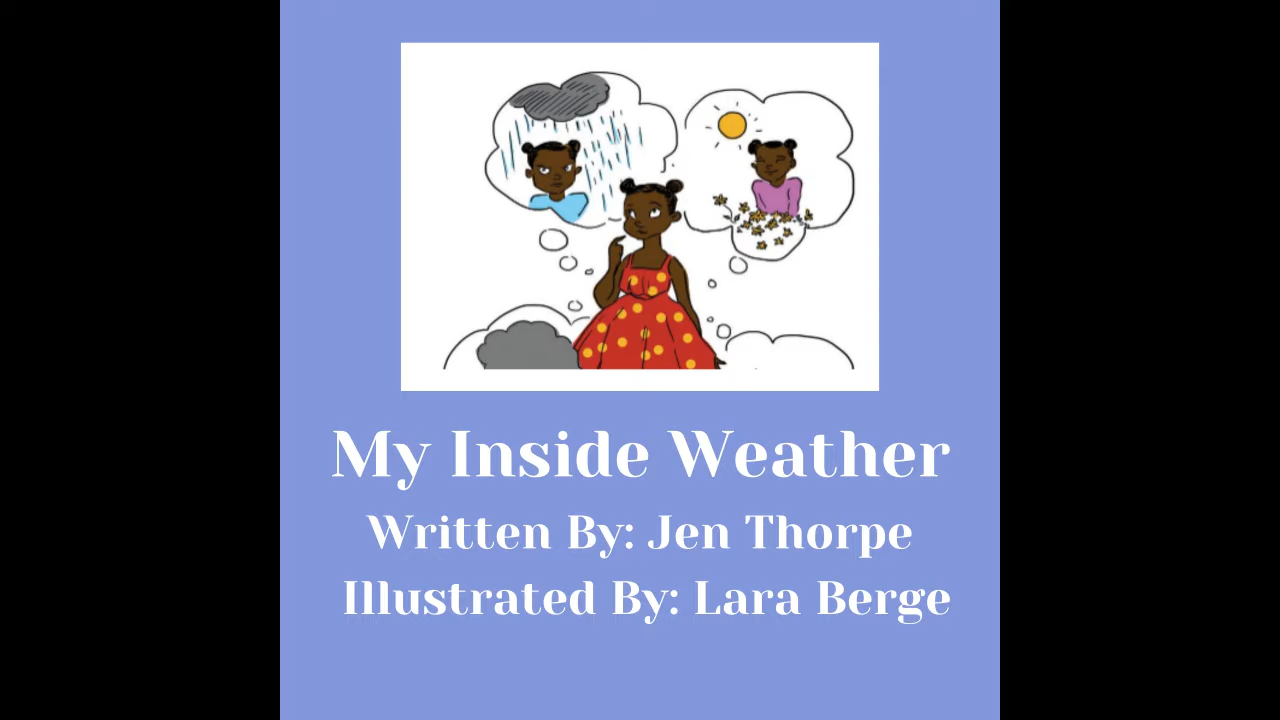 My Inside Weather
Written By: Jen Thorpe
Illustrated By: Lara Berge